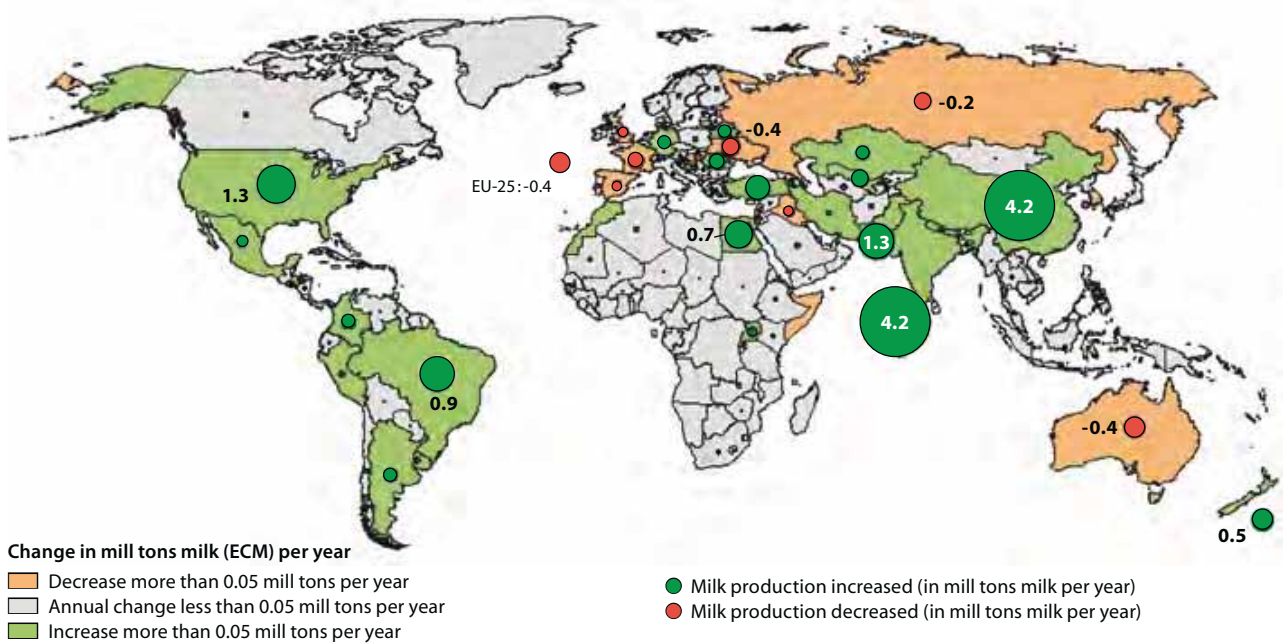 -0.2
-0.4
EU-25: -0.4
1.3
4.2
0.7
1.3
4.2
0.9
-0.4
0.5
Change in mill tons milk (ECM) per year
Decrease more than 0.05 mill tons per year
Annual change less than 0.05 mill tons per year
Increase more than 0.05 mill tons per year
Milk production increased (in mill tons milk per year)
Milk production decreased (in mill tons milk per year)